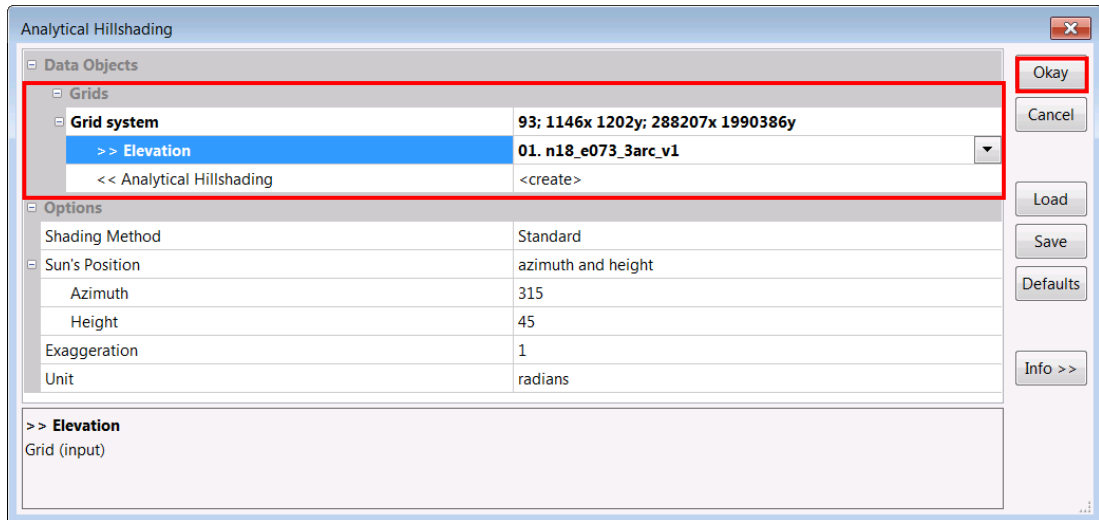 Analytical Hillshading
Data Objects
Okay
Grids
Grid system 93; 1146x 1202y; 288207x 1990386y
Cancel
>> Elevation 01. n18_e073_3arc_v1
<< Analytical Hillshading <create>
Load
Options
Shading Method Standard
Save
Sun's Position azimuth and height
Azimuth 315
Defaults
Height 45
Exaggeration 1
Info >>
Unit radians
>> Elevation
Grid (input)